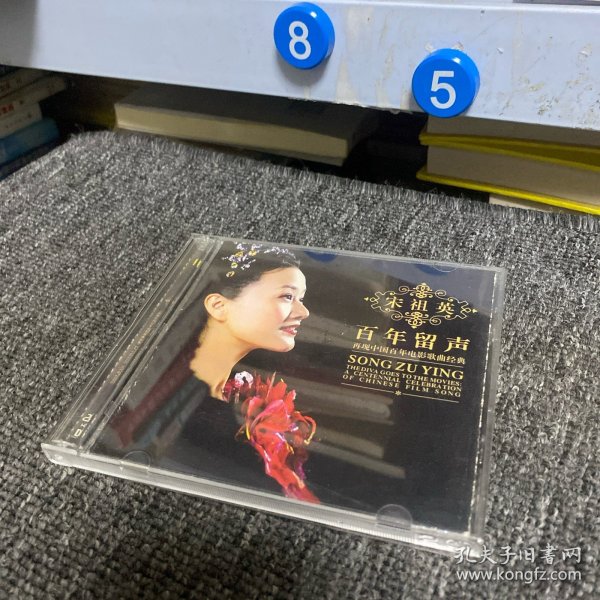 8
5
宋祖英
百年留声
再现中国百年电影歌曲经典
SONG ZU YING
THE DIVA GOES TO THE MOVIES:
A CENTENNIAL CELEBRATION
OF CHINESE FILM SONG
孔夫子旧書网
www.kongfz.com